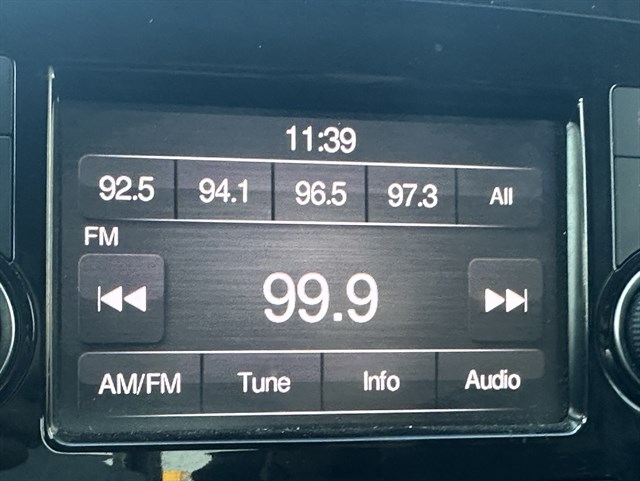 11:39
92.5 94.1 96.5 97.3 All
FM
99.9
AM/FM Tune Info Audio